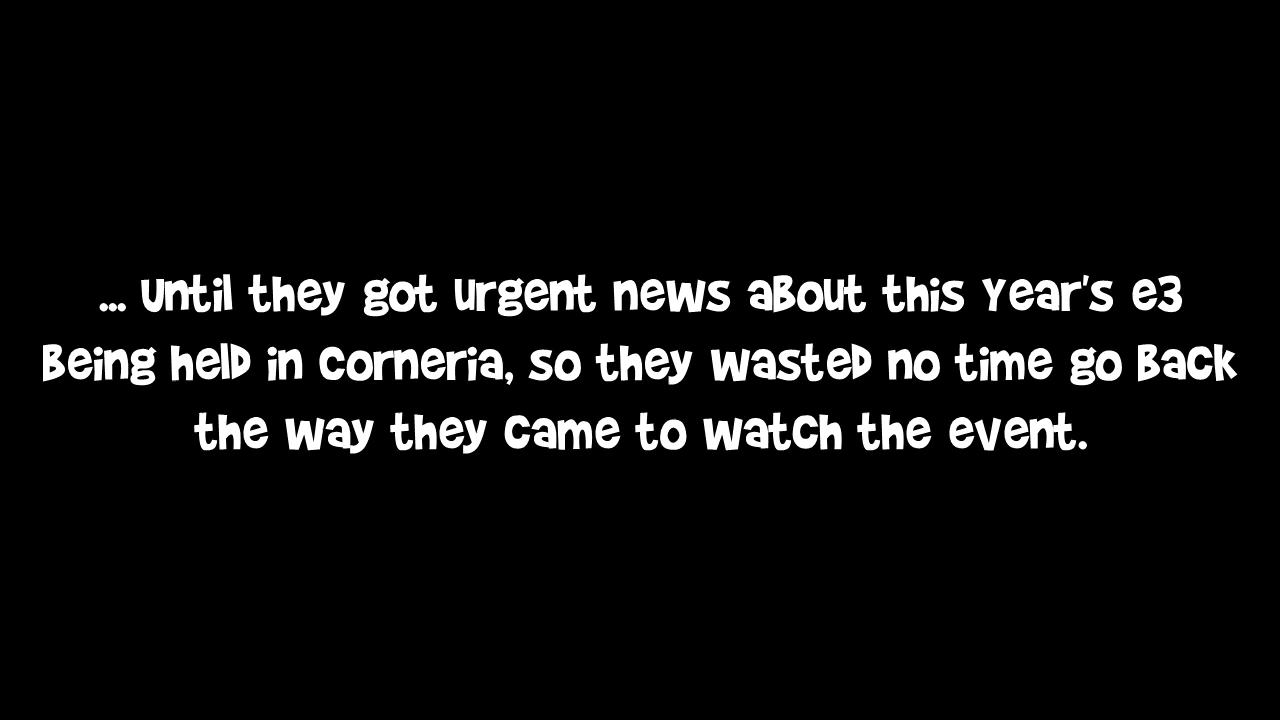 ... Until they got urgent news about this Year's e3
Being held in Corneria, so they wasted no time go Back
the way they came to watch the event.